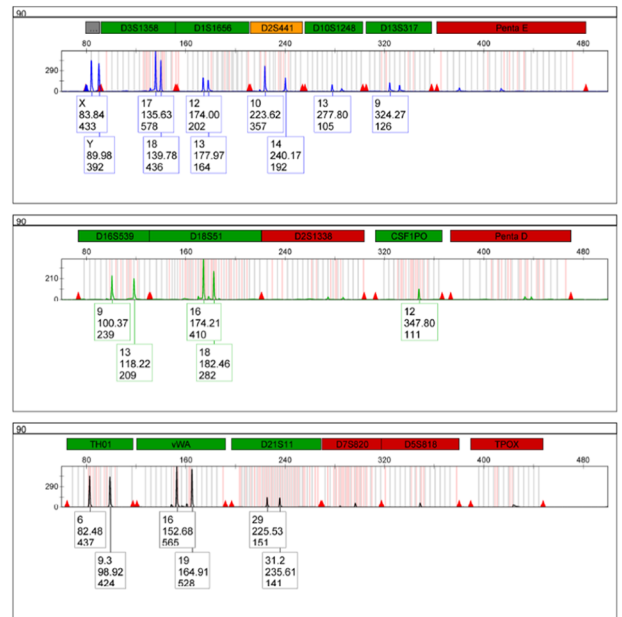 90
D3S1358 D1S1656 D2S441 D10S1248 D13S317 Penta E
80 160 240 320 400 480
290
0
X 17 12 10 13 9
83.84 135.63 174.00 223.62 277.80 324.27
433 578 202 357 105 126
Y 18 13 14
89.98 139.78 177.97 240.17
392 436 164 192
90
D16S539 D18S51 D2S1338 CSF1PO Penta D
80 160 240 320 400 480
210
0
9 16 12
100.37 174.21 347.80
239 410 111
13 18
118.22 182.46
209 282
90
TH01 vWA D21S11 D7S820 D5S818 TPOX
80 160 240 320 400 480
290
0
6 16 29
82.48 152.68 225.53
437 565 151
9.3 19 31.2
98.92 164.91 235.61
424 528 141